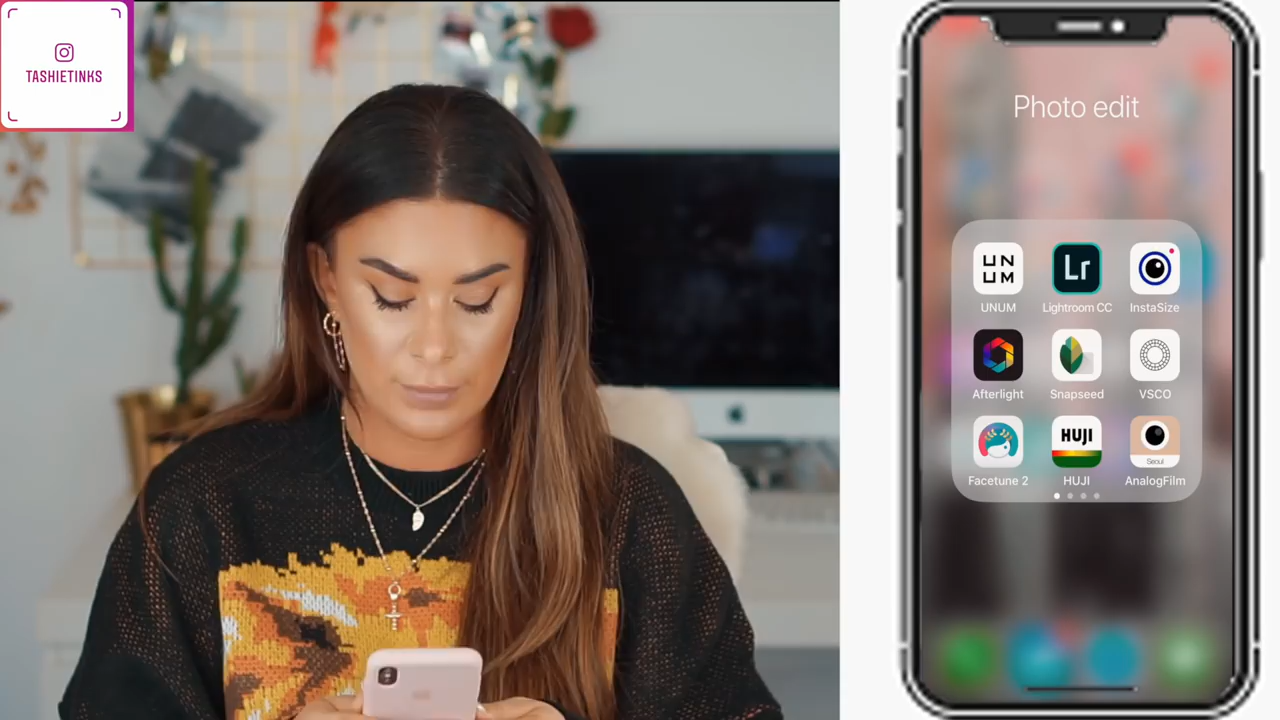 TASHIETINKS
Photo edit
UN
UM
Lr
UNUM
Lightroom CC
InstaSize
Afterlight
Snapseed
VSCO
HUJI
Seoul
Facetune 2
HUJI
AnalogFilm